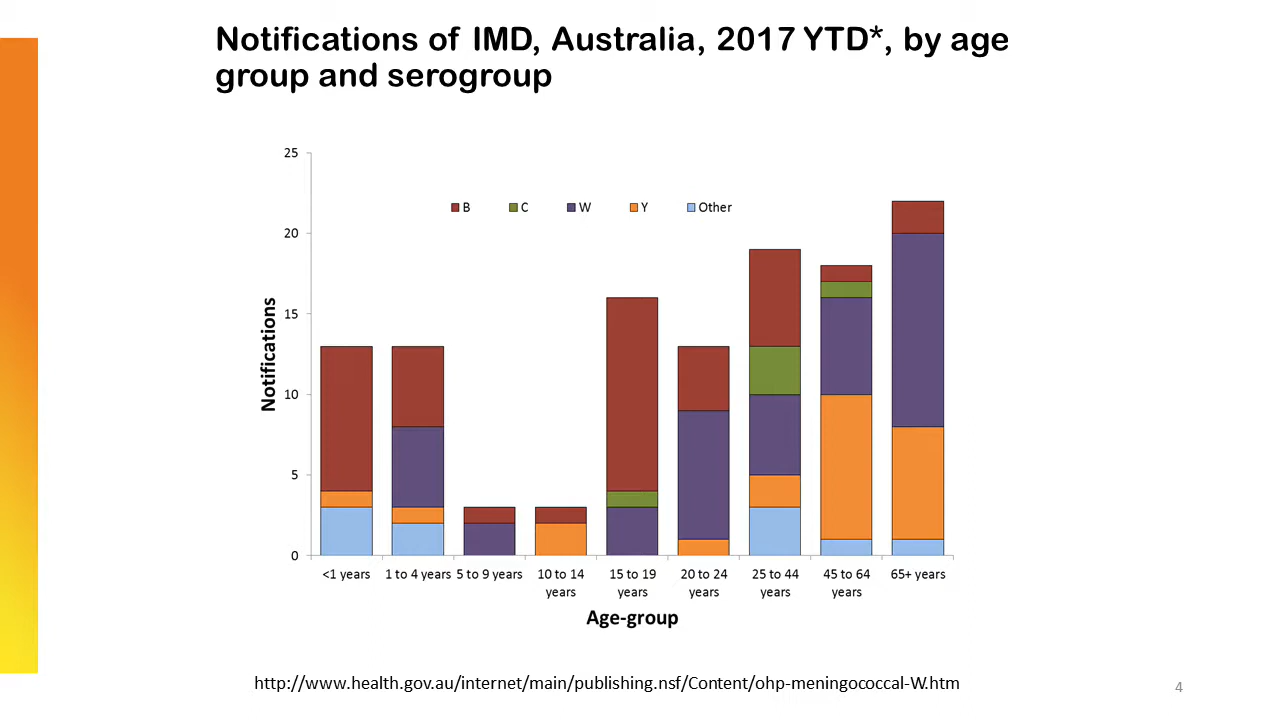 Notifications of IMD, Australia, 2017 YTD*, by age
group and serogroup
25
B C W Y Other
20
15
10
5
0
Notifications
<1 years 1 to 4 years 5 to 9 years 10 to 14 15 to 19 20 to 24 25 to 44 45 to 64 65+ years
years years years years years
Age-group
http://www.health.gov.au/internet/main/publishing.nsf/Content/ohp-meningococcal-W.htm
4